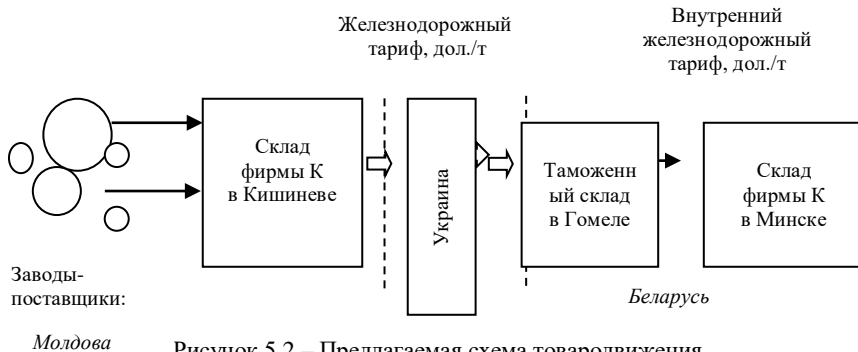 Железнодорожный
тариф, дол./т
Внутренний
железнодорожный
тариф, дол./т
Склад
фирмы К
в Кишиневе
Украина
Таможенн
ый склад
в Гомеле
Склад
фирмы К
в Минске
Заводы-
поставщики:
Беларусь
Молдова
Рисунок 5.2 – Предлагаемая схема товародвижения